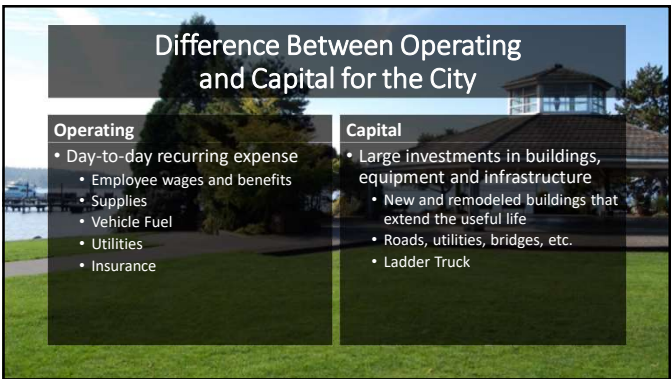 Difference Between Operating
and Capital for the City
Operating
• Day-to-day recurring expense
• Employee wages and benefits
• Supplies
• Vehicle Fuel
• Utilities
• Insurance
Capital
• Large investments in buildings,
equipment and infrastructure
• New and remodeled buildings that
extend the useful life
• Roads, utilities, bridges, etc.
• Ladder Truck